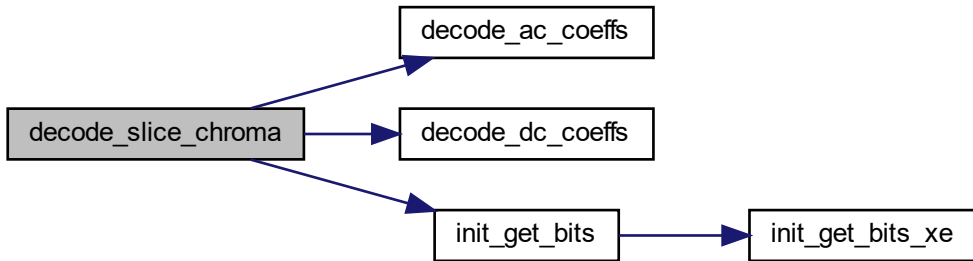 decode_ac_coeffs
decode_slice_chroma
decode_dc_coeffs
init_get_bits
init_get_bits_xe